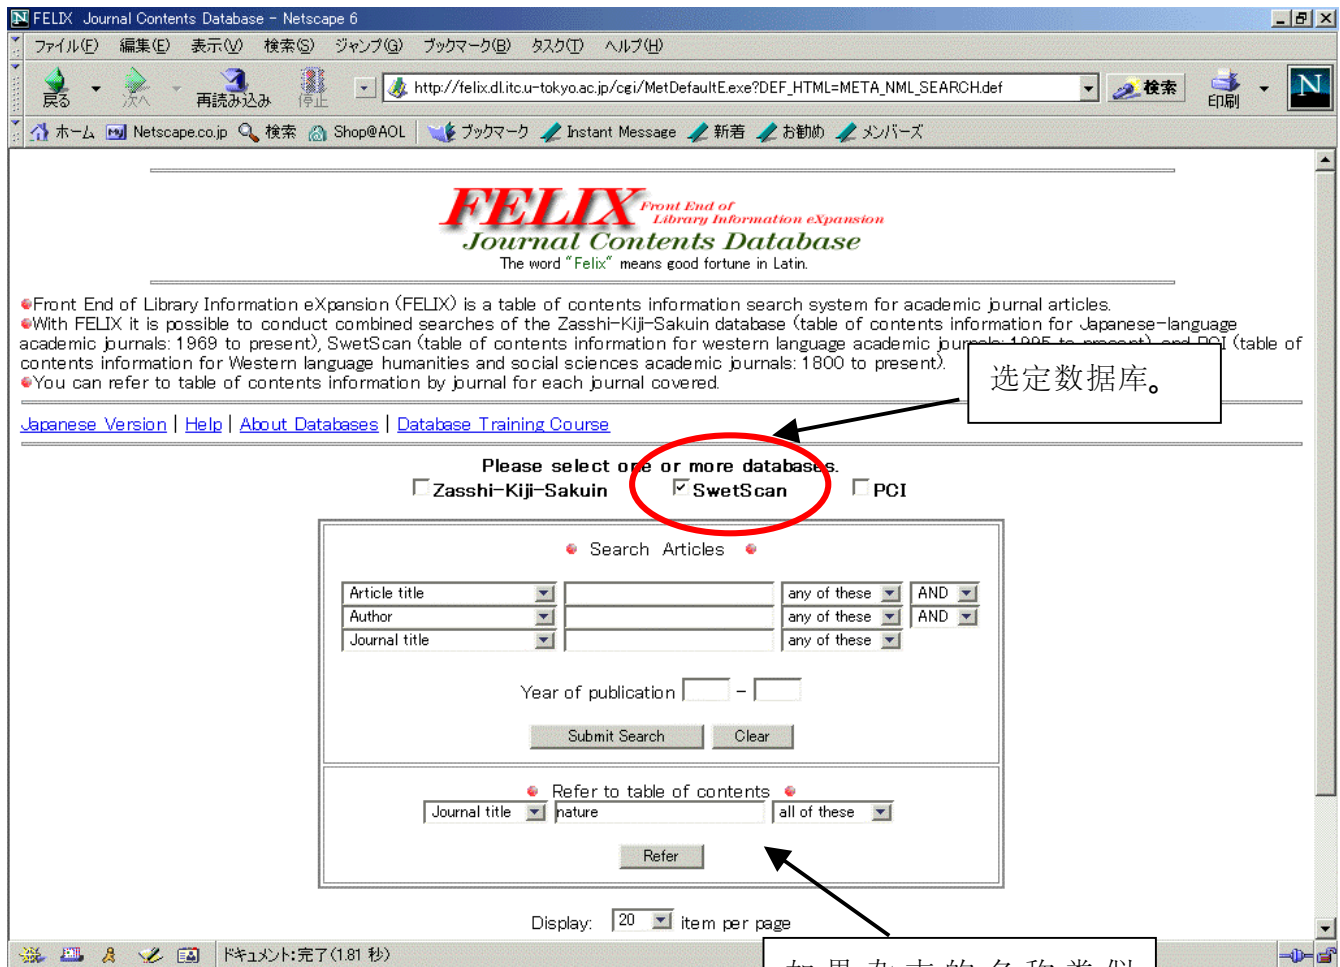 FELIX Journal Contents Database - Netscape 6
ファイル(F) 編集(E) 表示(V) 検索(S) ジャンプ(G) ブックマーク(B) タスク(T) ヘルプ(H)
戻る 次へ 再読み込み 停止 http://felix.dl.itc.u-tokyo.ac.jp/cgi/MetDefaultE.exe?DEF_HTML=META_NML_SEARCH.def 検索 印刷 N
ホーム Netscape.co.jp 検索 Shop@AOL ブックマーク Instant Message 新着 お勧め メンバーズ
FELIX Front End of
Library Information eXpansion
Journal Contents Database
The word "Felix" means good fortune in Latin.
Front End of Library Information eXpansion (FELIX) is a table of contents information search system for academic journal articles.
With FELIX it is possible to conduct combined searches of the Zasshi-Kiji-Sakuin database (table of contents information for Japanese-language
academic journals: 1969 to present), SwetScan (table of contents information for western language academic journals: 1995 to present) and PCI (table of
contents information for Western language humanities and social sciences academic journals: 1800 to present).
You can refer to table of contents information by journal for each journal covered.
选定数据库。
Japanese Version | Help | About Databases | Database Training Course
Please select one or more databases.
Zasshi-Kiji-Sakuin SwetScan PCI
Search Articles
Article title any of these AND
Author any of these AND
Journal title any of these
Year of publication -
Submit Search Clear
Refer to table of contents
Journal title nature all of these
Refer
Display: 20 item per page
如果杂志的名称类似
ドキュメント:完了(1.81 秒)